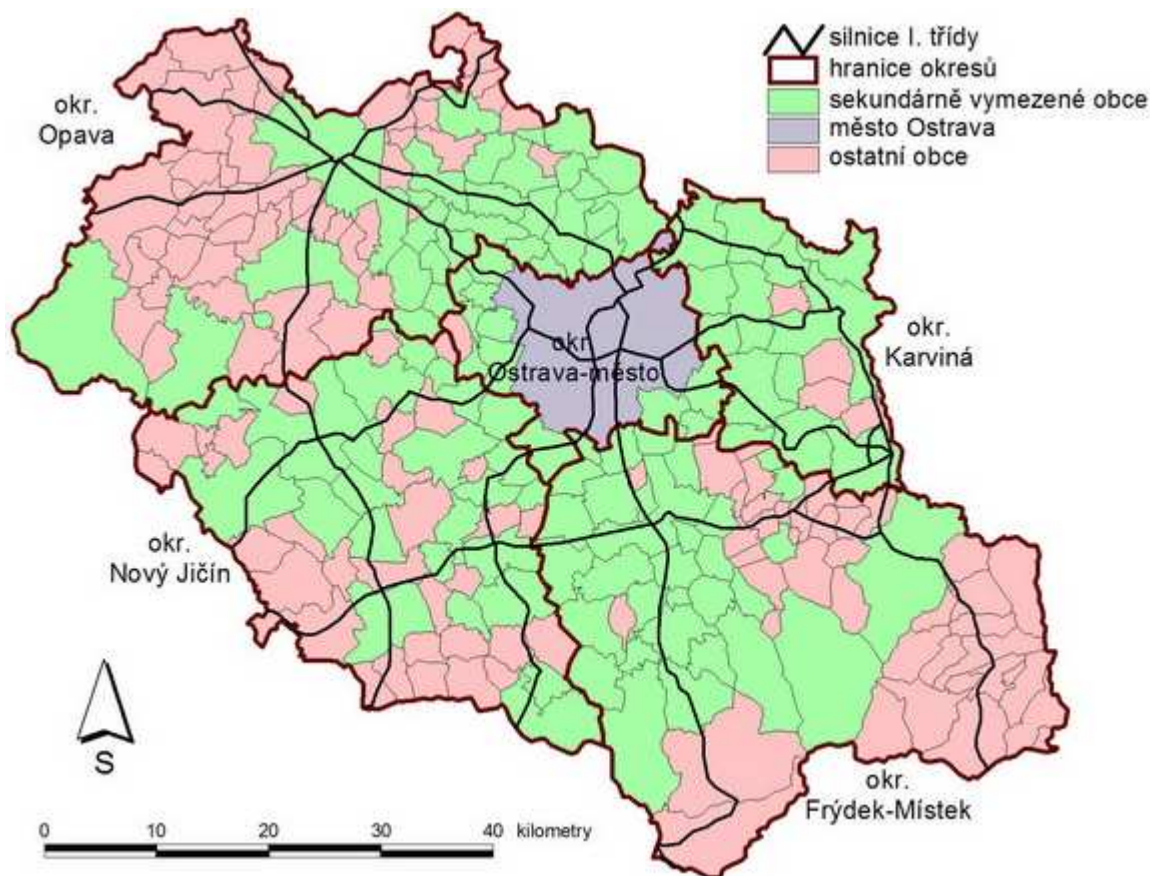 silnice I. třídy
hranice okresů
sekundárně vymezené obce
město Ostrava
ostatní obce
okr.
Opava
okr.
Ostrava-město
okr.
Karviná
okr.
Nový Jičín
okr.
Frýdek-Místek
S
0 10 20 30 40 kilometry